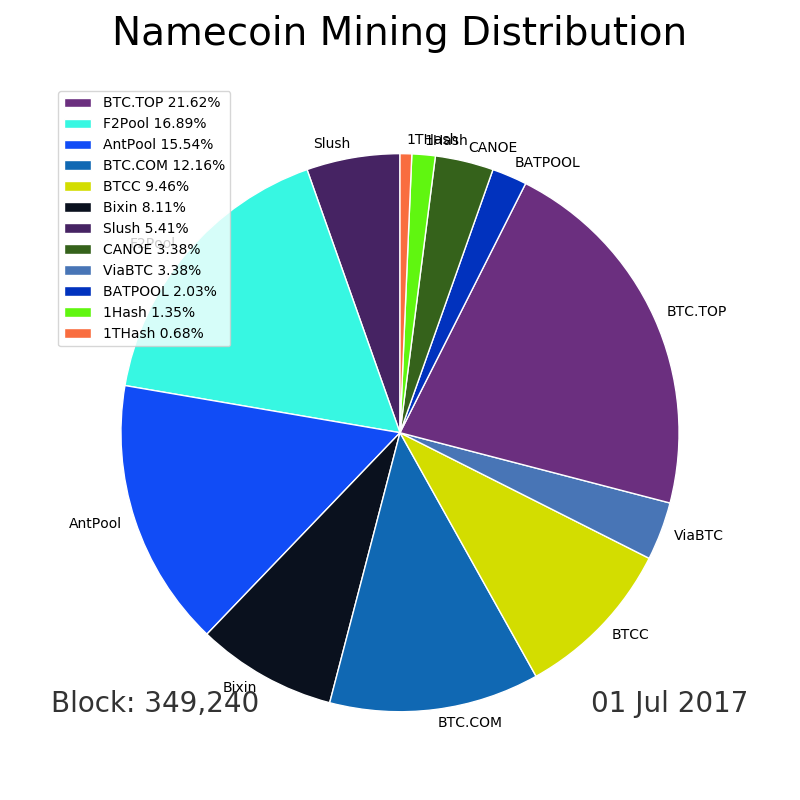 Namecoin Mining Distribution
BTC.TOP 21.62%
F2Pool 16.89%
AntPool 15.54%
BTC.COM 12.16%
BTCC 9.46%
Bixin 8.11%
Slush 5.41%
CANOE 3.38%
ViaBTC 3.38%
BATPOOL 2.03%
1Hash 1.35%
1THash 0.68%
Slush
1THash
1Hash
CANOE
BATPOOL
F2Pool
BTC.TOP
AntPool
ViaBTC
BTCC
Bixin
BTC.COM
Block: 349,240
01 Jul 2017